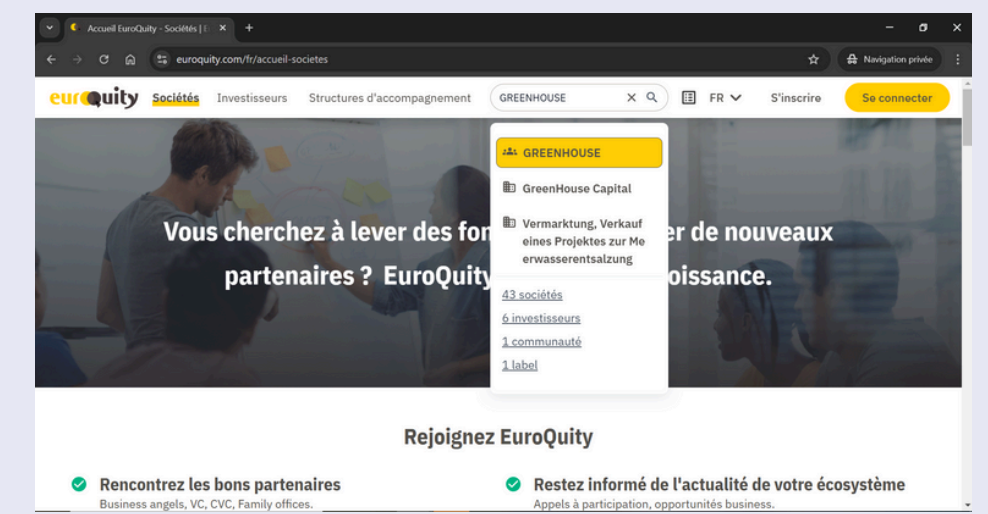 Accueil EuroQuity - Sociétés |
euroquity.com/fr/accueil-societes
Navigation privée
euroQuity
Sociétés
Investisseurs
Structures d'accompagnement
GREENHOUSE
FR
S'inscrire
Se connecter
GREENHOUSE
GreenHouse Capital
Vermarktung, Verkauf
eines Projektes zur Me
erwasserentsalzung
43 sociétés
6 investisseurs
1 communauté
1 label
Vous cherchez à lever des fon er de nouveaux
partenaires ? EuroQuity oissance.
Rejoignez EuroQuity
Rencontrez les bons partenaires
Business angels, VC, CVC, Family offices.
Restez informé de l'actualité de votre écosystème
Appels à participation, opportunités business.